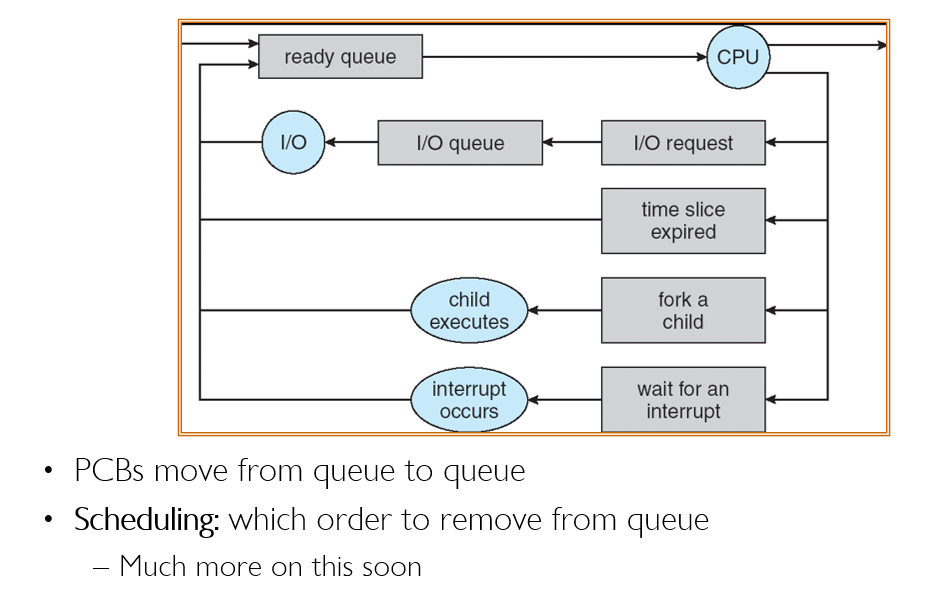 ready queue
CPU
I/O
I/O queue
I/O request
time slice
expired
child
executes
fork a
child
interrupt
occurs
wait for an
interrupt
• PCBs move from queue to queue
• Scheduling: which order to remove from queue
– Much more on this soon